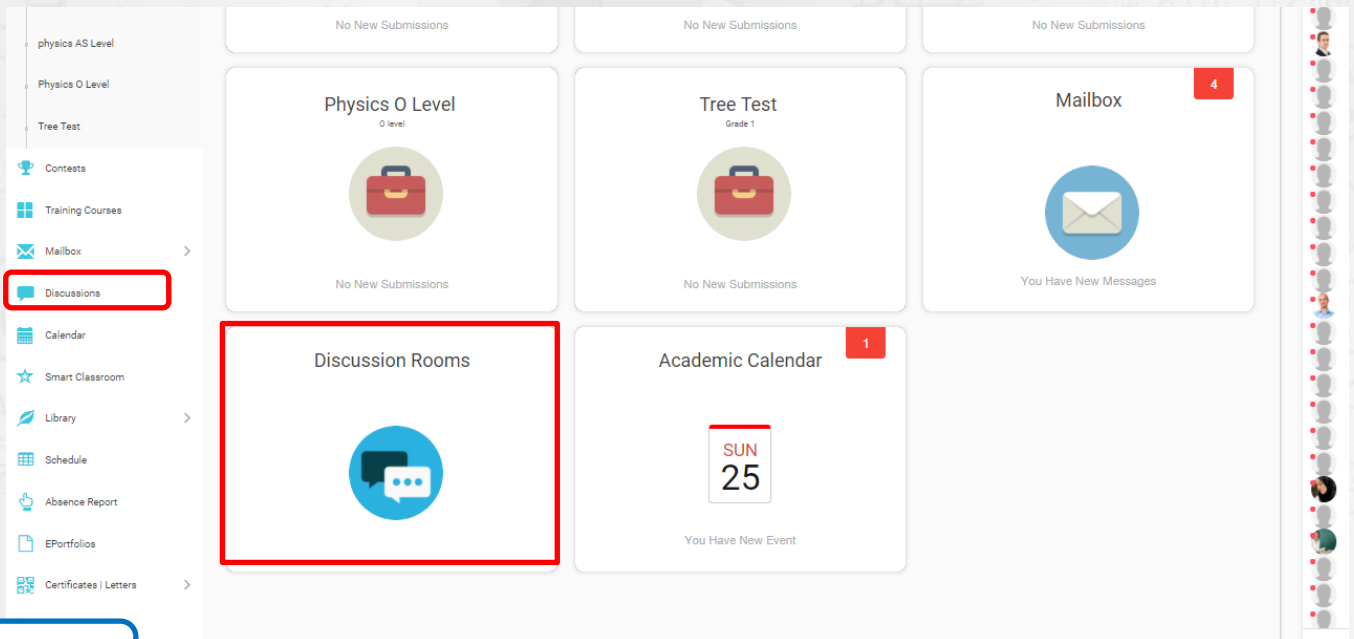 physics AS Level
Physics O Level
Tree Test
Contests
Training Courses
Mailbox
Discussions
Calendar
Smart Classroom
Library
Schedule
Absence Report
EPortfolios
Certificates | Letters
No New Submissions
No New Submissions
No New Submissions
Physics O Level
O level
No New Submissions
Tree Test
Grade 1
No New Submissions
4
Mailbox
You Have New Messages
Discussion Rooms
1
Academic Calendar
SUN
25
You Have New Event